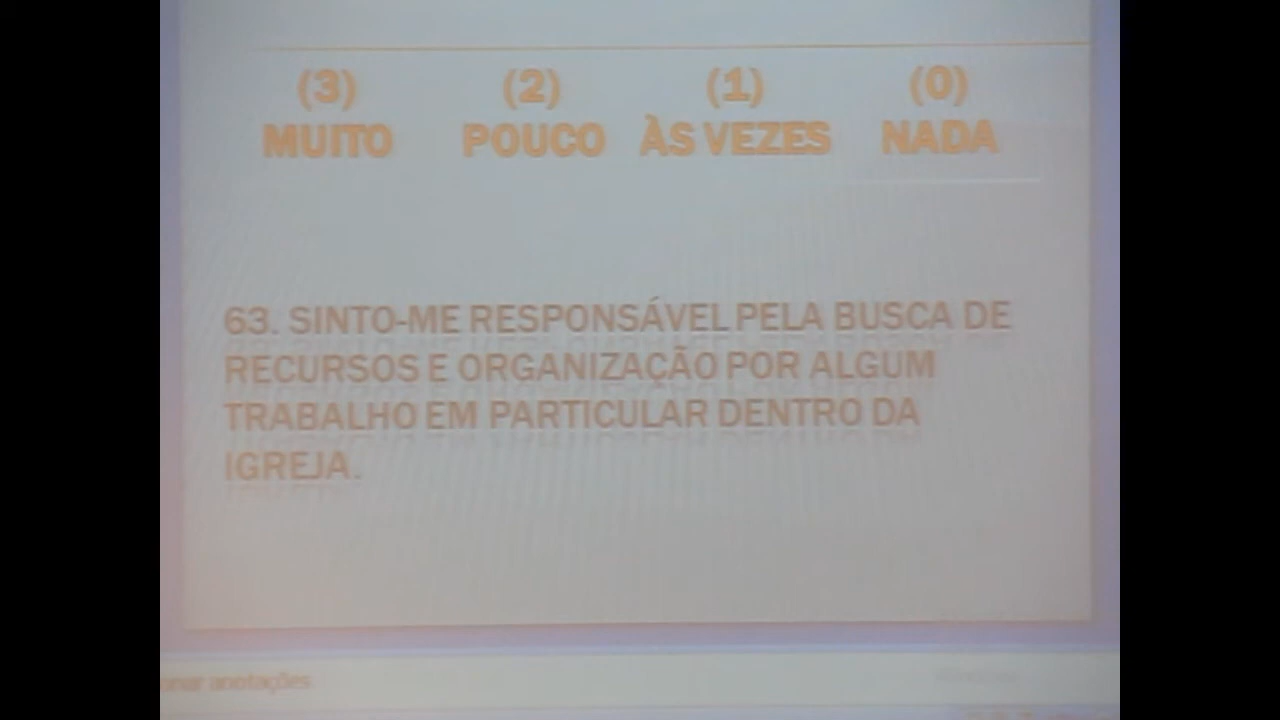 (3) (2) (1) (0)
MUITO POUCO ÀS VEZES NADA
63. SINTO-ME RESPONSÁVEL PELA BUSCA DE
RECURSOS E ORGANIZAÇÃO POR ALGUM
TRABALHO EM PARTICULAR DENTRO DA
IGREJA.
anotações